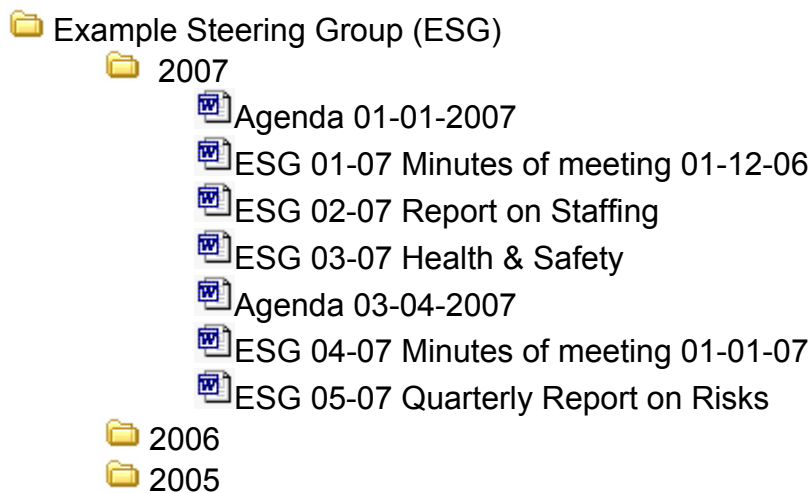 Example Steering Group (ESG)
2007
Agenda 01-01-2007
ESG 01-07 Minutes of meeting 01-12-06
ESG 02-07 Report on Staffing
ESG 03-07 Health & Safety
Agenda 03-04-2007
ESG 04-07 Minutes of meeting 01-01-07
ESG 05-07 Quarterly Report on Risks
2006
2005